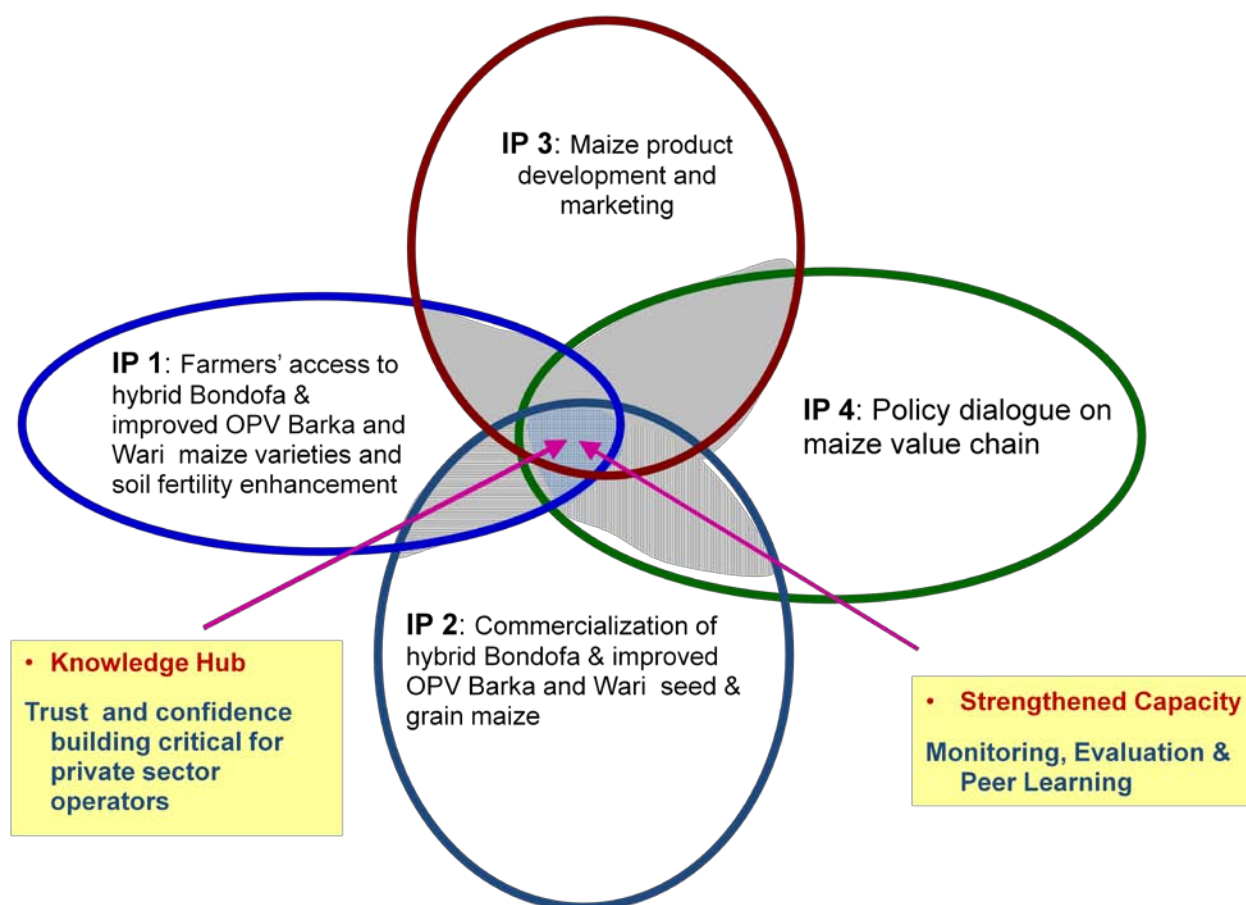 IP 3: Maize product
development and
marketing
IP 1: Farmers' access to
hybrid Bondofa &
improved OPV Barka and
Wari maize varieties and
soil fertility enhancement
IP 4: Policy dialogue on
maize value chain
IP 2: Commercialization of
hybrid Bondofa & improved
OPV Barka and Wari seed &
grain maize
• Knowledge Hub
Trust and confidence
building critical for
private sector
operators
• Strengthened Capacity
Monitoring, Evaluation &
Peer Learning